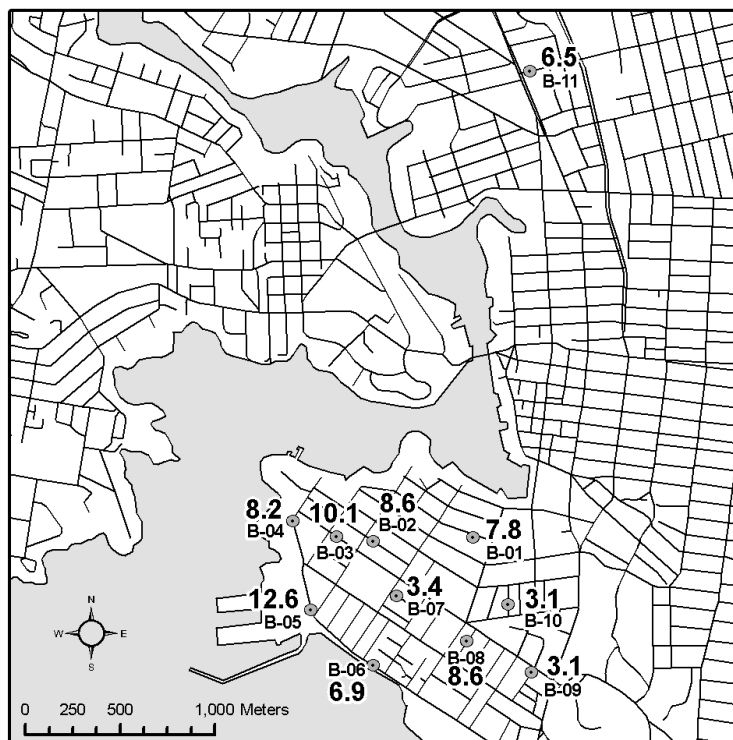 6.5
B-11
8.2
B-04
10.1
B-03
8.6
B-02
7.8
B-01
12.6
B-05
3.4
B-07
3.1
B-10
B-06
6.9
B-08
8.6
3.1
B-09
N
W E
S
0 250 500 1,000 Meters